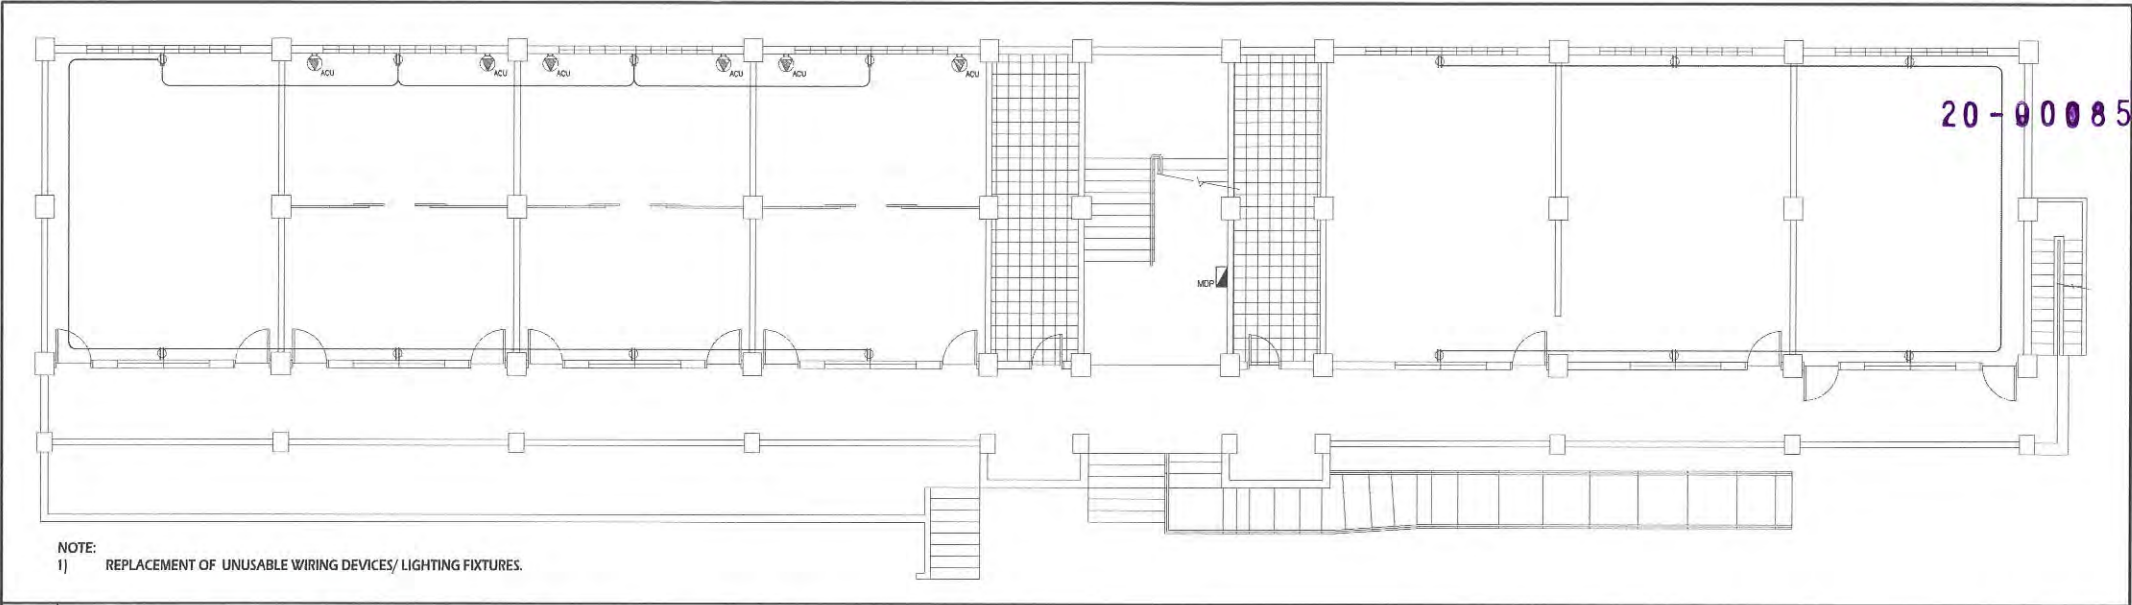 ACU ACU ACU ACU ACU ACU
20-00085
MDP
NOTE:
1) REPLACEMENT OF UNUSABLE WIRING DEVICES/ LIGHTING FIXTURES.